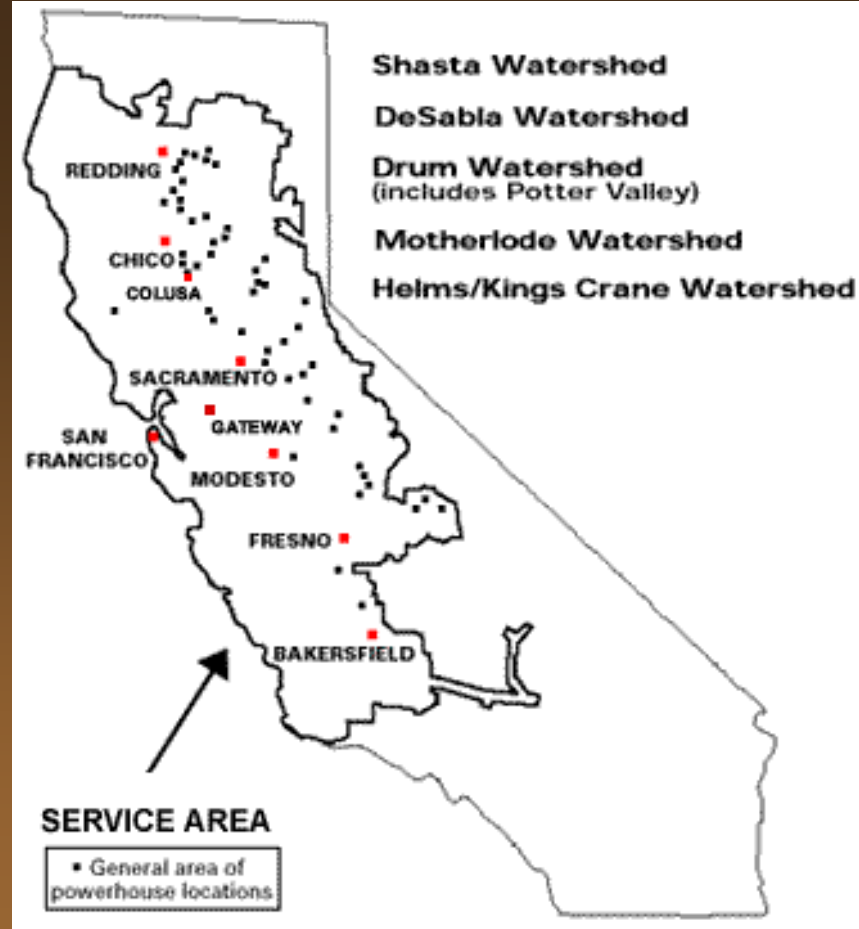 Shasta Watershed
DeSabla Watershed
Drum Watershed
(includes Potter Valley)
Motherlode Watershed
Helms/Kings Crane Watershed
REDDING
CHICO
COLUSA
SACRAMENTO
GATEWAY
SAN
FRANCISCO
MODESTO
FRESNO
BAKERSFIELD
SERVICE AREA
▪ General area of
powerhouse locations